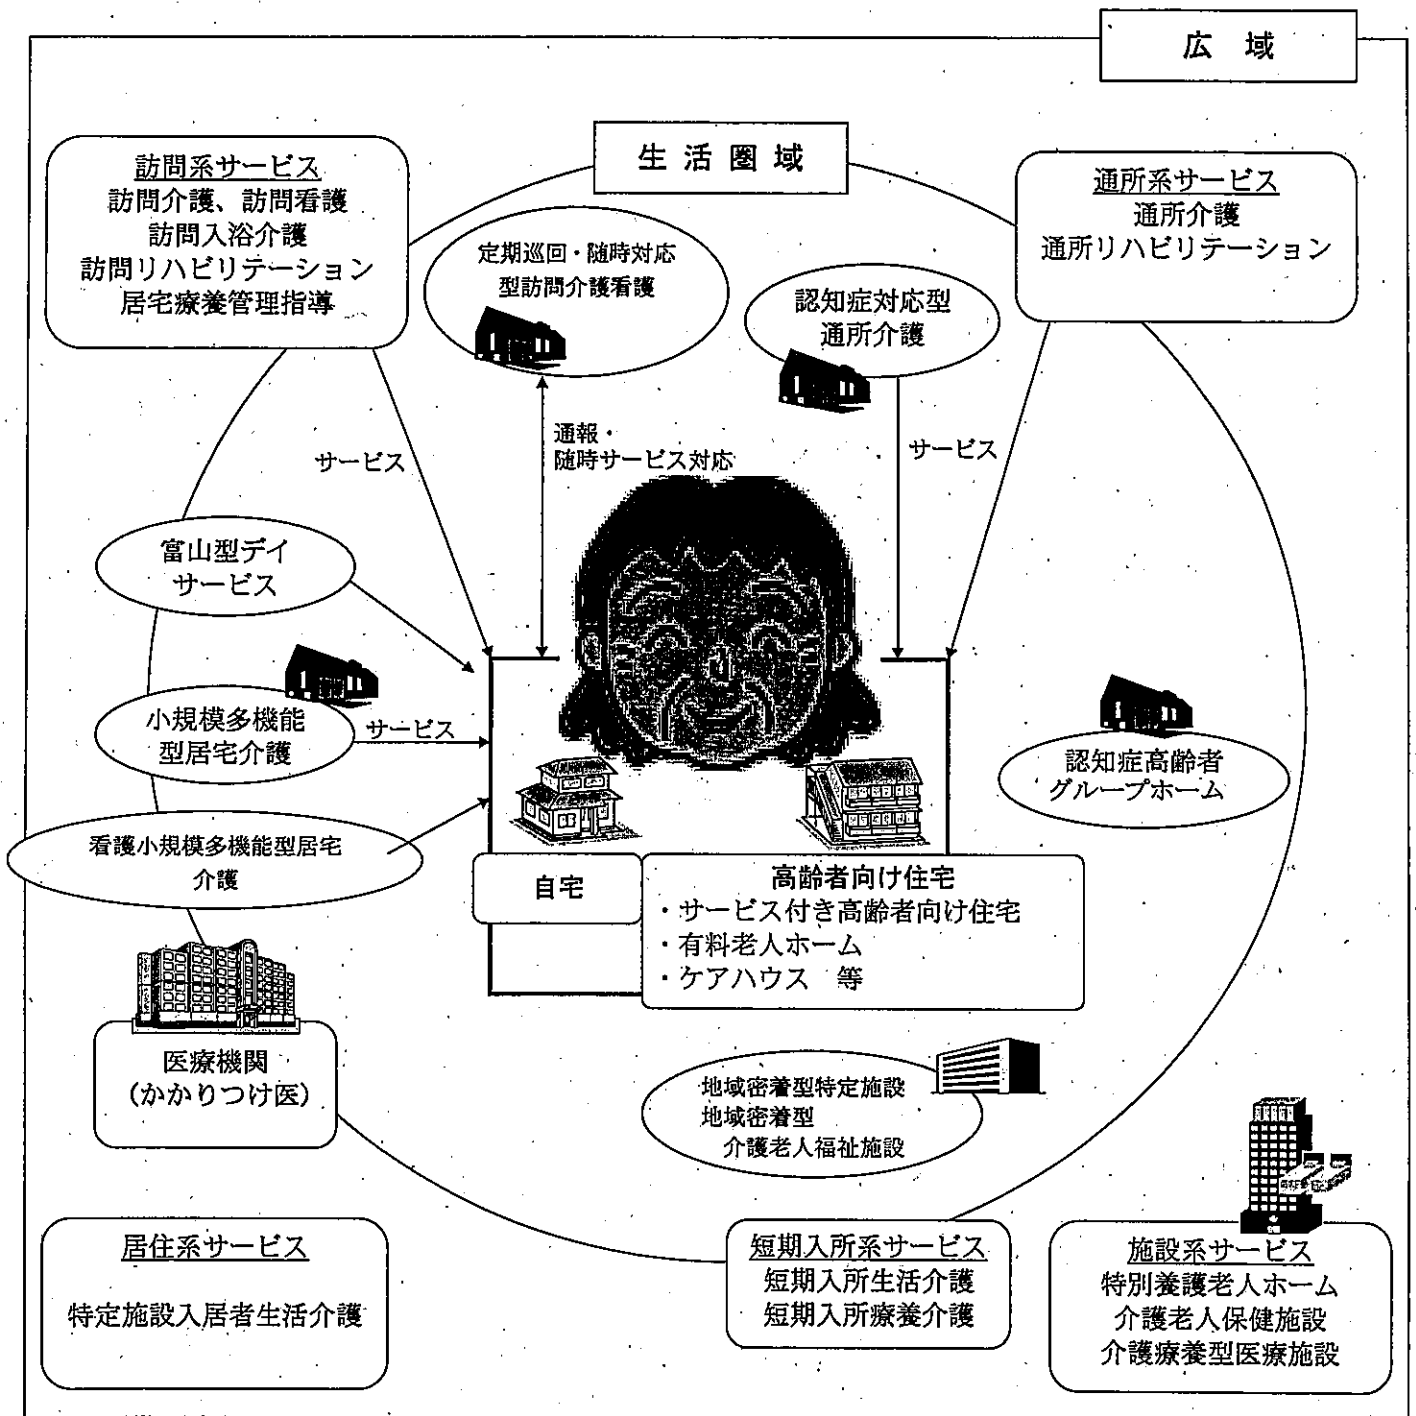 広 域
生 活 圏 域
訪問系サービス
訪問介護、訪問看護
訪問入浴介護
訪問リハビリテーション
居宅療養管理指導
定期巡回・随時対応
型訪問介護看護
認知症対応型
通所介護
通所系サービス
通所介護
通所リハビリテーション
サービス
通報・
随時サービス対応
サービス
富山型デイ
サービス
小規模多機能
型居宅介護
サービス
看護小規模多機能型居宅
介護
認知症高齢者
グループホーム
自宅
高齢者向け住宅
・サービス付き高齢者向け住宅
・有料老人ホーム
・ケアハウス 等
医療機関
(かかりつけ医)
地域密着型特定施設
地域密着型
介護老人福祉施設
居住系サービス
特定施設入居者生活介護
短期入所系サービス
短期入所生活介護
短期入所療養介護
施設系サービス
特別養護老人ホーム
介護老人保健施設
介護療養型医療施設